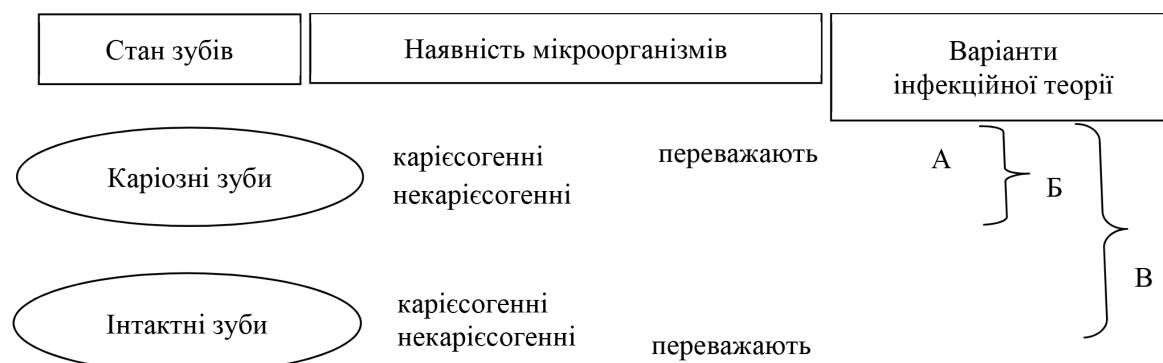 Стан зубів
Наявність мікроорганізмів
Варіанти
інфекційної теорії
Каріозні зуби
карієсогенні
переважають
некарієсогенні
А
Б
В
Інтактні зуби
карієсогенні
некарієсогенні
переважають